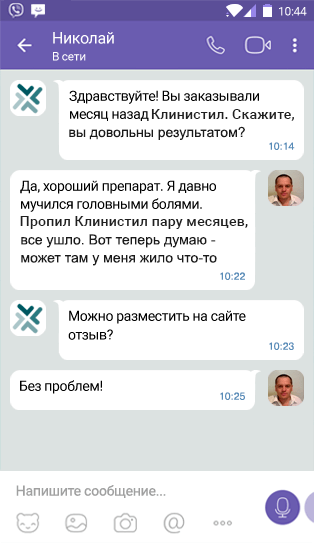 10:44
Николай
В сети
Здравствуйте! Вы заказывали
месяц назад Клинистил. Скажите,
вы довольны результатом?
10:14
Да, хороший препарат. Я давно
мучился головными болями.
Пропил Клинистил пару месяцев,
все ушло. Вот теперь думаю -
может там у меня жило что-то
10:22
Можно разместить на сайте
отзыв?
10:23
Без проблем!
10:25
Напишите сообщение...